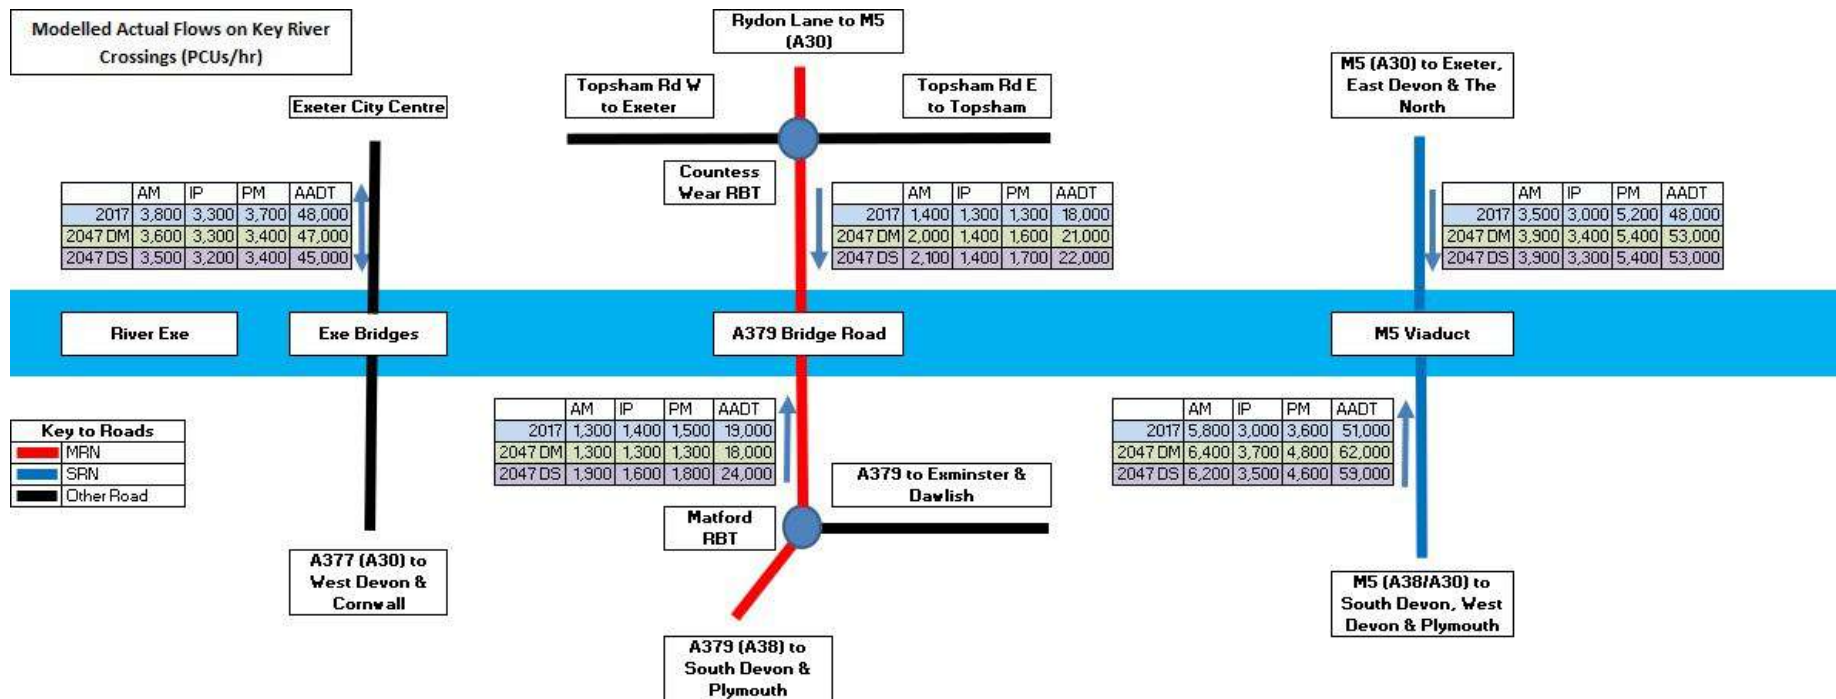 Modelled Actual Flows on Key River
Crossings (PCUs/hr)
Exeter City Centre
AM IP PM AADT
2017 3,800 3,300 3,700 48,000
2047 DM 3,600 3,300 3,400 47,000
2047 DS 3,500 3,200 3,400 45,000
Rydon Lane to M5
(A30)
Topsham Rd W
to Exeter
Topsham Rd E
to Topsham
Countess
Wear RBT
AM IP PM AADT
2017 1,400 1,300 1,300 18,000
2047 DM 2,000 1,400 1,600 21,000
2047 DS 2,100 1,400 1,700 22,000
M5 (A30) to Exeter,
East Devon & The
North
AM IP PM AADT
2017 3,500 3,000 5,200 48,000
2047 DM 3,900 3,400 5,400 53,000
2047 DS 3,900 3,300 5,400 53,000
River Exe
Exe Bridges
A379 Bridge Road
M5 Viaduct
Key to Roads
MRN
SRN
Other Road
A377 (A30) to
West Devon &
Cornwall
AM IP PM AADT
2017 1,300 1,400 1,500 19,000
2047 DM 1,300 1,300 1,300 18,000
2047 DS 1,900 1,600 1,800 24,000
A379 to Exminster &
Dawlish
Matford
RBT
A379 (A38) to
South Devon &
Plymouth
AM IP PM AADT
2017 5,800 3,000 3,600 51,000
2047 DM 6,400 3,700 4,800 62,000
2047 DS 6,200 3,500 4,600 59,000
M5 (A38/A30) to
South Devon, West
Devon & Plymouth